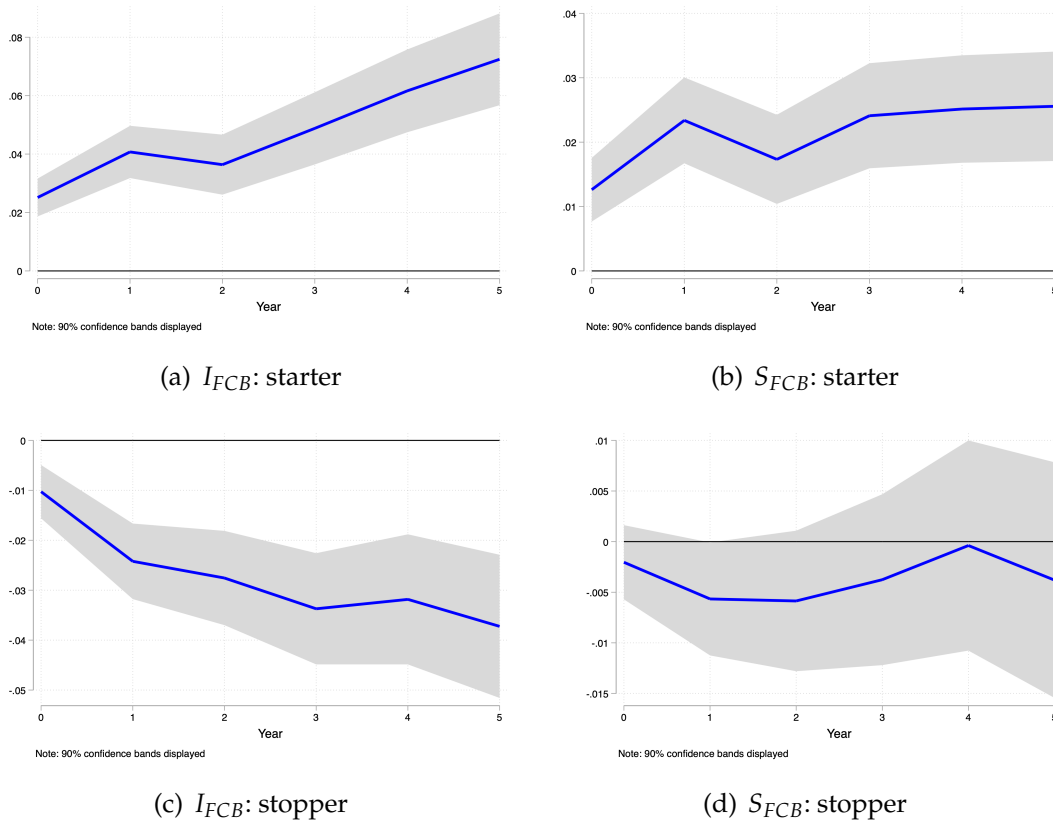 .08
.06
.04
.02
0
0 1 2 3 4 5
Year
Note: 90% confidence bands displayed
(a) I_FCB: starter
.04
.03
.02
.01
0
0 1 2 3 4 5
Year
Note: 90% confidence bands displayed
(b) S_FCB: starter
0
-.01
-.02
-.03
-.04
-.05
0 1 2 3 4 5
Year
Note: 90% confidence bands displayed
(c) I_FCB: stopper
.01
.005
0
-.005
-.01
-.015
0 1 2 3 4 5
Year
Note: 90% confidence bands displayed
(d) S_FCB: stopper